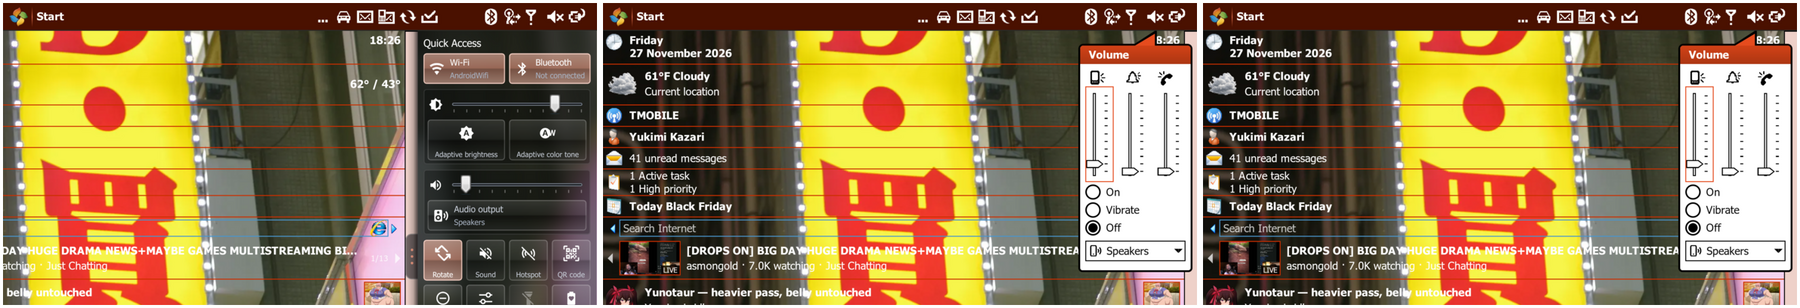 Start
18:26
62° / 43°
DAY HUGE DRAMA NEWS+MAYBE GAMES MULTISTREAMING BI...
atching · Just Chatting
1/13
belly untouched
Quick Access
Wi-Fi
AndroidWifi
Bluetooth
Not connected
Adaptive brightness
Adaptive color tone
Audio output
Speakers
Rotate
Sound
Hotspot
QR code
Start
Friday
27 November 2026
61°F Cloudy
Current location
TMOBILE
Yukimi Kazari
41 unread messages
1 Active task
1 High priority
Today Black Friday
Search Internet
[DROPS ON] BIG DAY HUGE DRAMA NEWS+MAYBE GAMES MULTISTREA
asmongold · 7.0K watching · Just Chatting
LIVE
Yunotaur — heavier pass, belly untouched
8:26
Volume
On
Vibrate
Off
Speakers
Start
Friday
27 November 2026
61°F Cloudy
Current location
TMOBILE
Yukimi Kazari
41 unread messages
1 Active task
1 High priority
Today Black Friday
Search Internet
[DROPS ON] BIG DAY HUGE DRAMA NEWS+MAYBE GAMES MULTISTREA
asmongold · 7.0K watching · Just Chatting
LIVE
Yunotaur — heavier pass, belly untouched
8:26
Volume
On
Vibrate
Off
Speakers